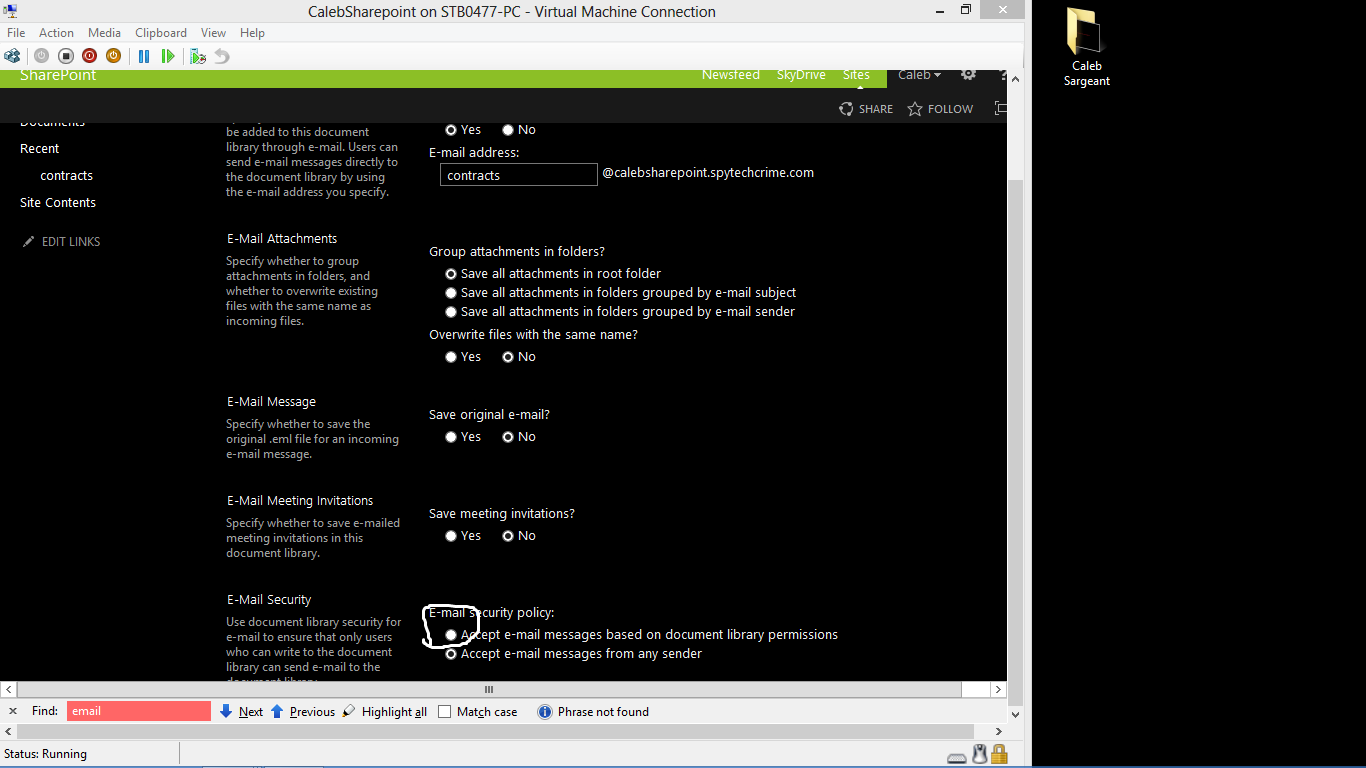 CalebSharepoint on STB0477-PC - Virtual Machine Connection
File Action Media Clipboard View Help
SharePoint
Newsfeed SkyDrive Sites Caleb ?
SHARE FOLLOW
Documents
Recent
contracts
Site Contents
EDIT LINKS
be added to this document
library through e-mail. Users can
send e-mail messages directly to
the document library by using
the e-mail address you specify.
Yes No
E-mail address:
contracts @calebsharepoint.spytechcrime.com
E-Mail Attachments
Specify whether to group
attachments in folders, and
whether to overwrite existing
files with the same name as
incoming files.
Group attachments in folders?
Save all attachments in root folder
Save all attachments in folders grouped by e-mail subject
Save all attachments in folders grouped by e-mail sender
Overwrite files with the same name?
Yes No
E-Mail Message
Specify whether to save the
original .eml file for an incoming
e-mail message.
Save original e-mail?
Yes No
E-Mail Meeting Invitations
Specify whether to save e-mailed
meeting invitations in this
document library.
Save meeting invitations?
Yes No
E-Mail Security
Use document library security for
e-mail to ensure that only users
who can write to the document
library can send e-mail to the
document library.
E-mail security policy:
Accept e-mail messages based on document library permissions
Accept e-mail messages from any sender
Find: email Next Previous Highlight all Match case Phrase not found
Status: Running
Caleb
Sargeant